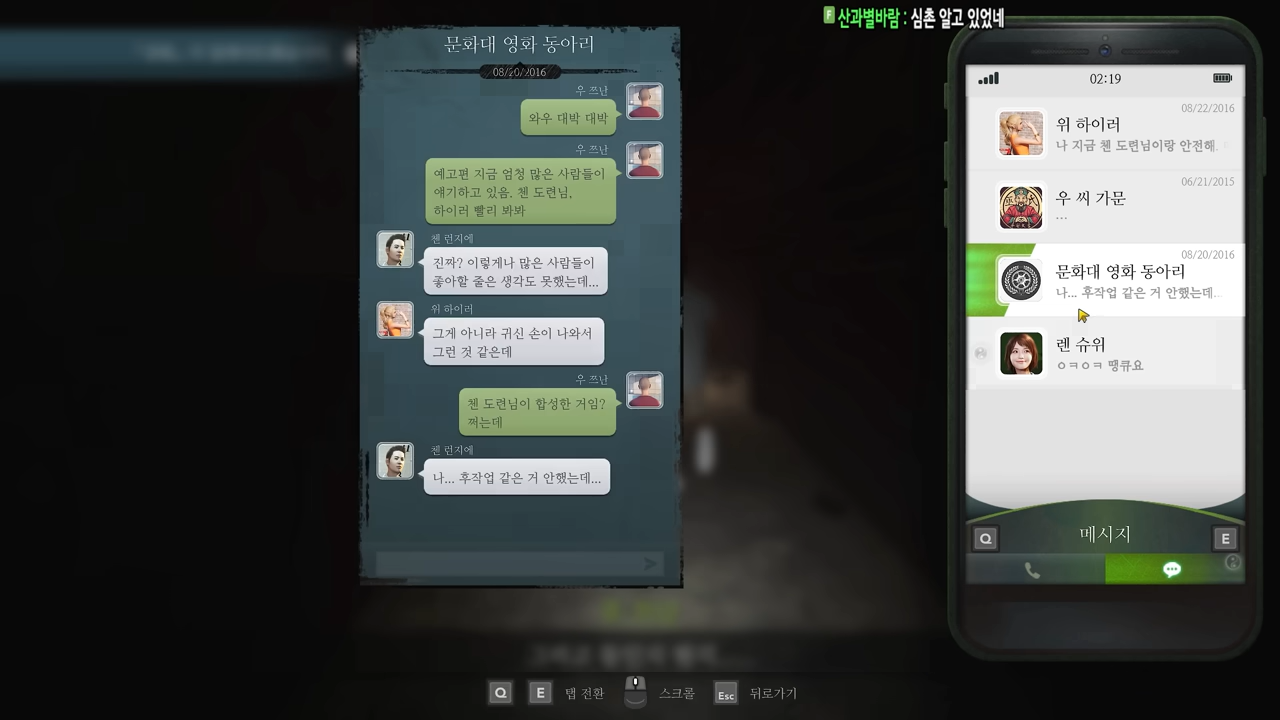 F 산과별바람 : 심촌 알고 있었네
문화대 영화 동아리
08/20/2016
우 쯔난
와우 대박 대박
우 쯔난
예고편 지금 엄청 많은 사람들이
얘기하고 있음. 첸 도련님,
하이러 빨리 봐봐
첸 런지에
진짜? 이렇게나 많은 사람들이
좋아할 줄은 생각도 못했는데...
위 하이러
그게 아니라 귀신 손이 나와서
그런 것 같은데
우 쯔난
첸 도련님이 합성한 거임?
쩌는데
첸 런지에
나... 후작업 같은 거 안했는데...
02:19
08/22/2016
위 하이러
나 지금 첸 도련님이랑 안전해.
06/21/2015
우 씨 가문
...
08/20/2016
문화대 영화 동아리
나... 후작업 같은 거 안했는데...
렌 슈위
ㅇㅋㅇㅋ 땡큐요
Q 메시지 E
Q E 탭 전환 스크롤 Esc 뒤로가기